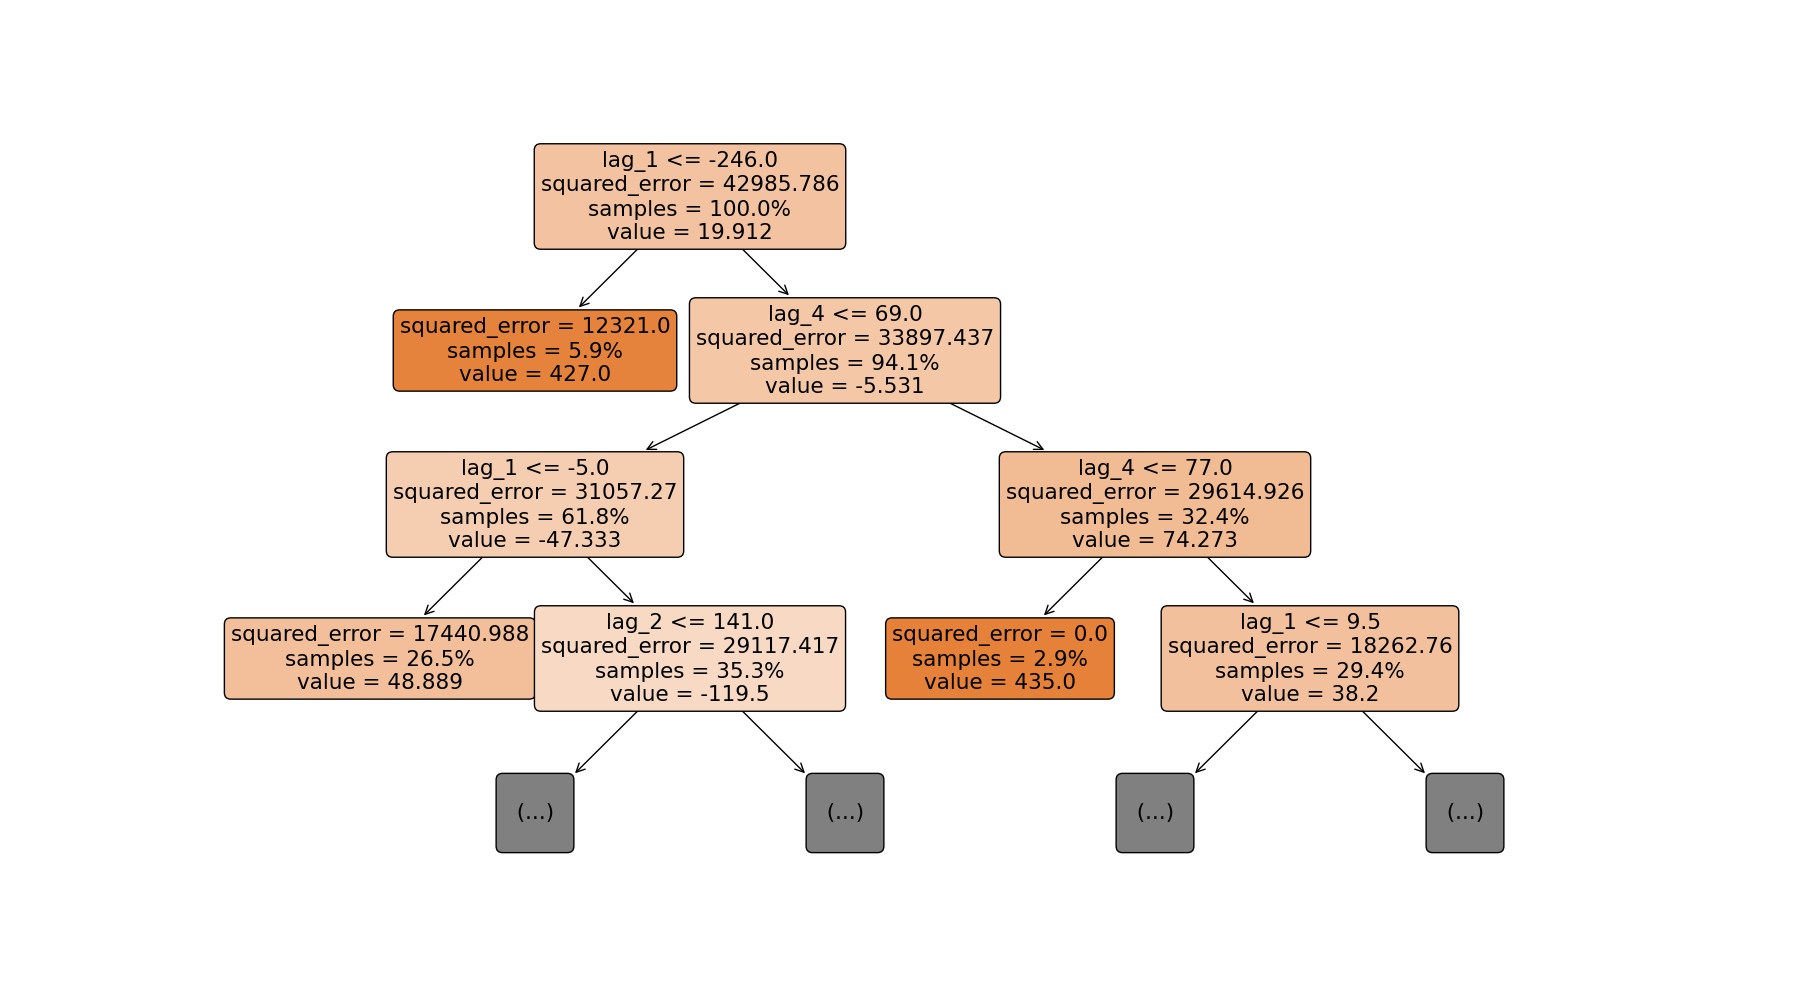 lag_1 <= -246.0
squared_error = 42985.786
samples = 100.0%
value = 19.912
squared_error = 12321.0
samples = 5.9%
value = 427.0
lag_4 <= 69.0
squared_error = 33897.437
samples = 94.1%
value = -5.531
lag_1 <= -5.0
squared_error = 31057.27
samples = 61.8%
value = -47.333
lag_4 <= 77.0
squared_error = 29614.926
samples = 32.4%
value = 74.273
squared_error = 17440.988
samples = 26.5%
value = 48.889
lag_2 <= 141.0
squared_error = 29117.417
samples = 35.3%
value = -119.5
squared_error = 0.0
samples = 2.9%
value = 435.0
lag_1 <= 9.5
squared_error = 18262.76
samples = 29.4%
value = 38.2
(...)
(...)
(...)
(...)